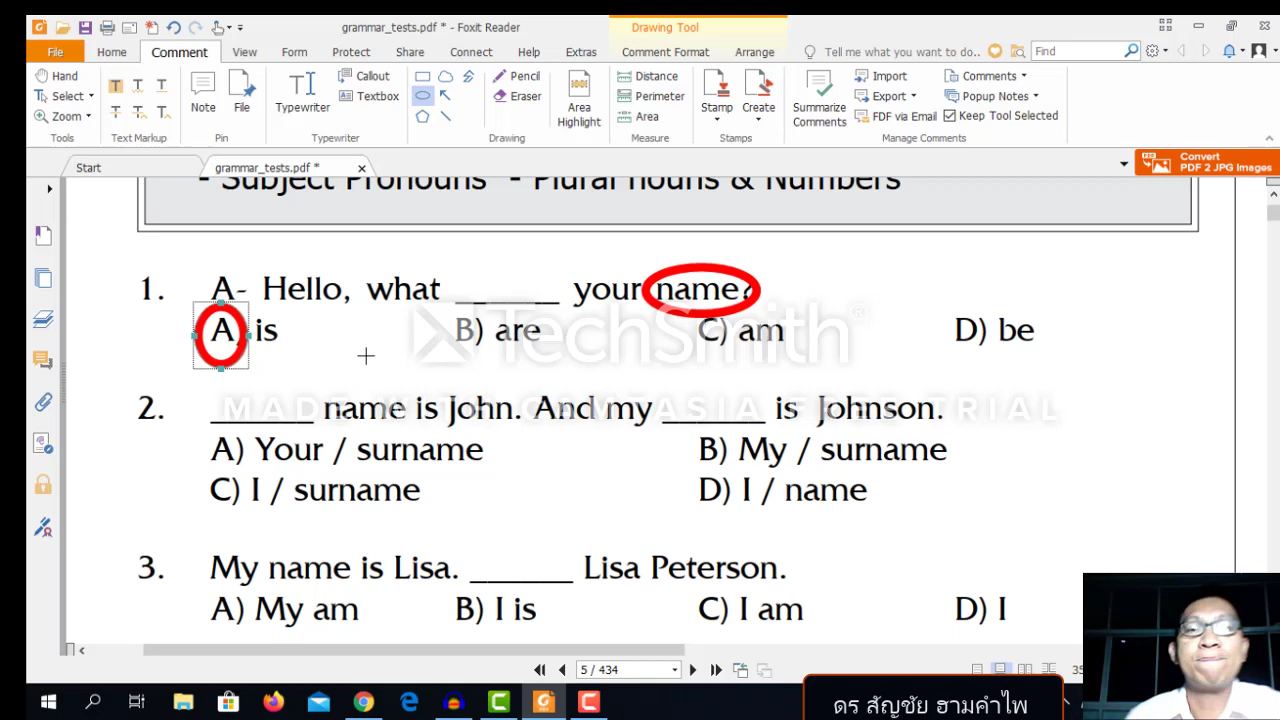 grammar_tests.pdf * - Foxit Reader
Drawing Tool
File Home Comment View Form Protect Share Connect Help Extras Comment Format Arrange Tell me what you want to do.. Find
Hand Select Zoom
Tools
Text Markup
Note File
Pin
Typewriter Callout Textbox
Typewriter
Pencil Eraser Area Highlight
Drawing
Distance Perimeter Area
Measure
Stamp Create
Stamps
Summarize Comments Import Export FDF via Email Comments Popup Notes Keep Tool Selected
Manage Comments
Start grammar_tests.pdf *
Convert
PDF 2 JPG Images
- Subject Pronouns - Plural nouns & Numbers
1. A- Hello, what ______ your name?
A) is B) are C) am D) be
TechSmith®
MADE WITH CAMTASIA FREE TRIAL
2. ______ name is John. And my ______ is Johnson.
A) Your / surname B) My / surname
C) I / surname D) I / name
3. My name is Lisa. ______ Lisa Peterson.
A) My am B) I is C) I am D) I
5 / 434
35
ดร สัญชัย ฮามคำไพ